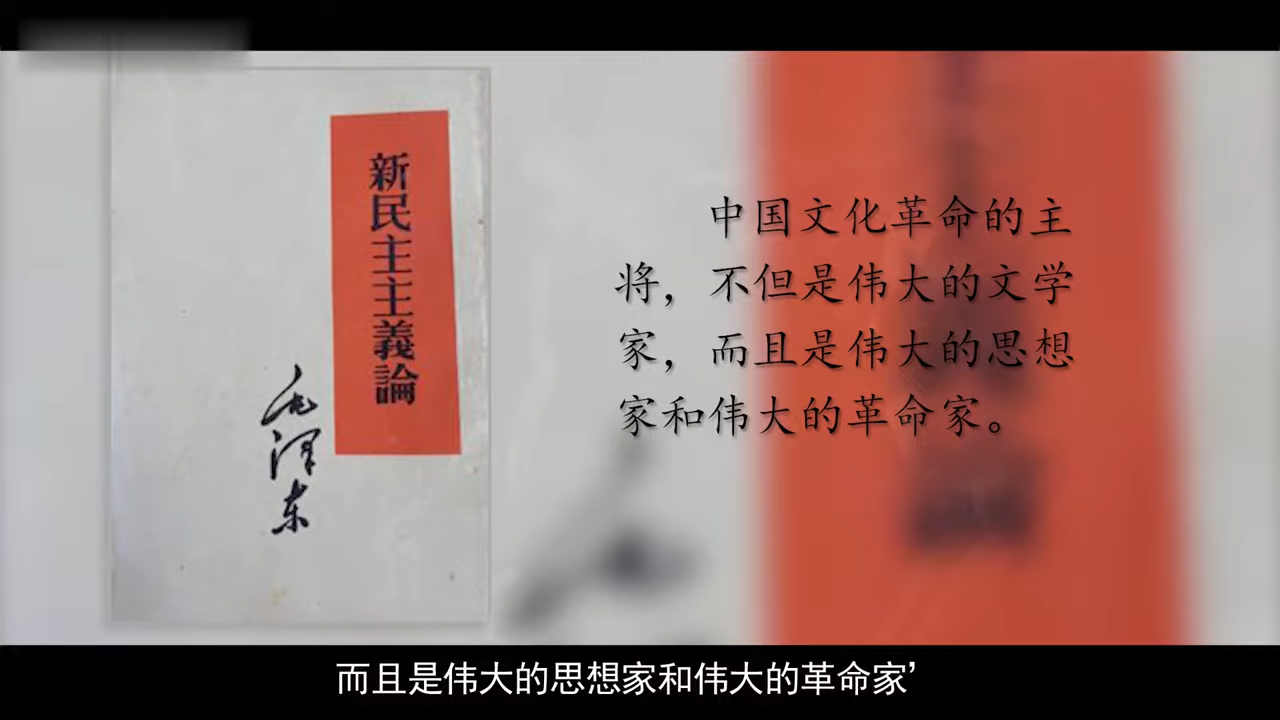 新民主主義論
毛泽东
中国文化革命的主
将，不但是伟大的文学
家，而且是伟大的思想
家和伟大的革命家。
而且是伟大的思想家和伟大的革命家’